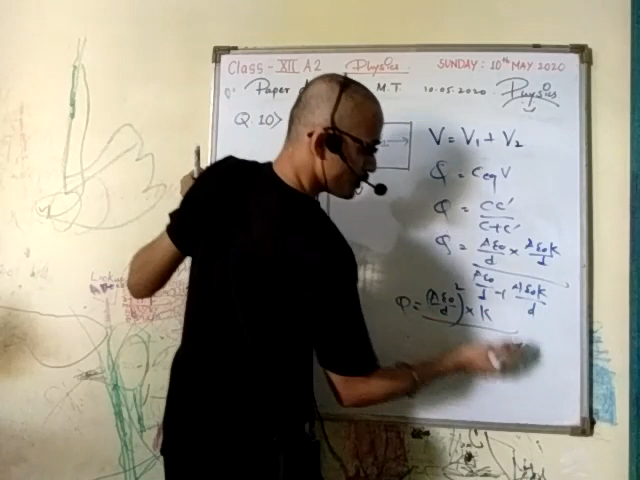 Class - XII A2 Physics SUNDAY: 10th MAY 2020
Paper M.T. 10.05.2020 Physics
Q.10>
V = V₁ + V₂
Q = Ceq V
Q = CC'/C+C'
Q = Aε₀/d × Aε₀k/d
Aε₀/d + Aε₀k/d
Q = (Aε₀/d)² × k